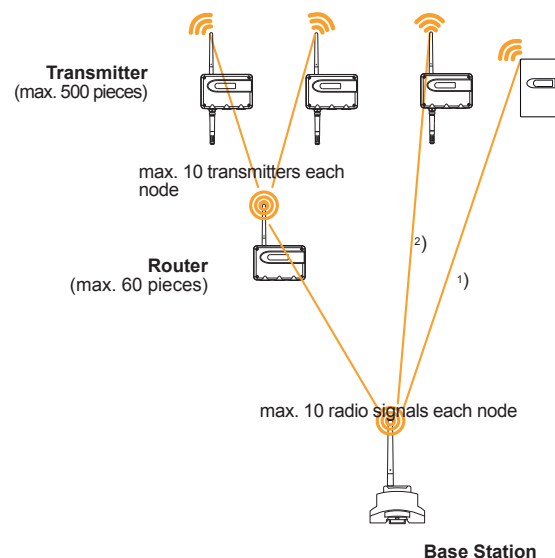 Transmitter
(max. 500 pieces)
max. 10 transmitters each
node
Router
(max. 60 pieces)
2)
1)
max. 10 radio signals each node
Base Station